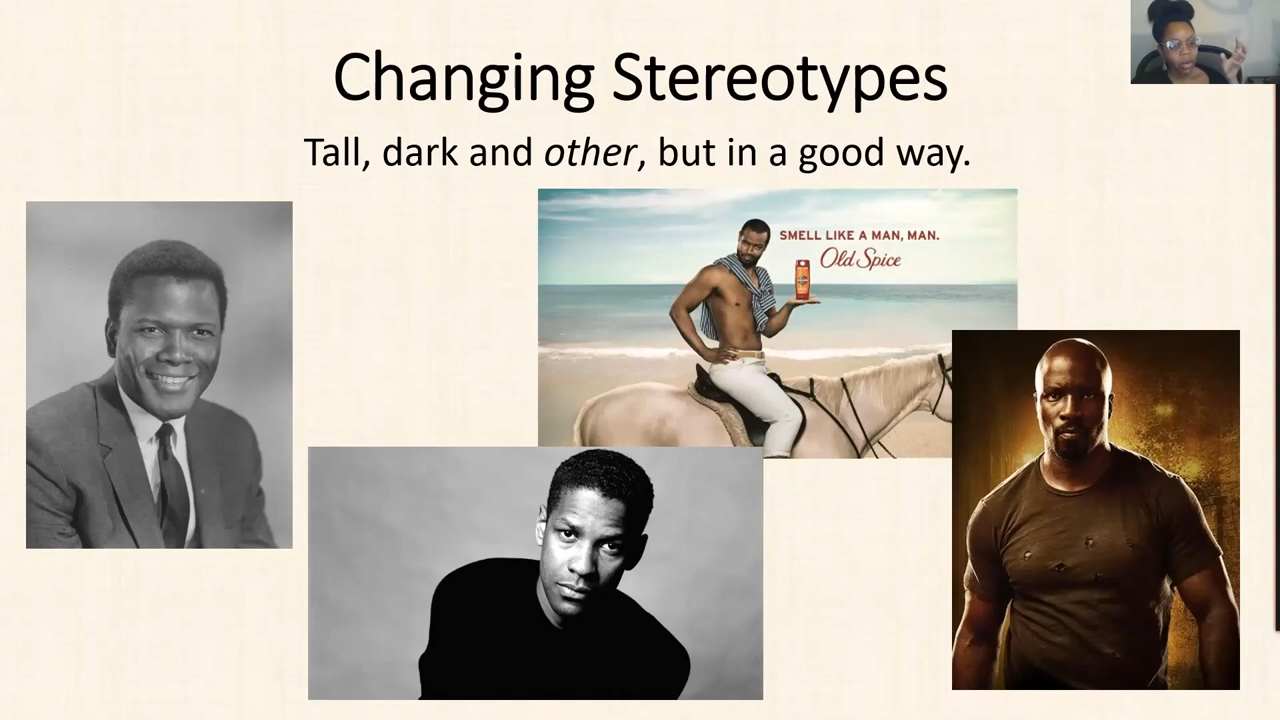 Changing Stereotypes
Tall, dark and other, but in a good way.
SMELL LIKE A MAN, MAN.
Old Spice